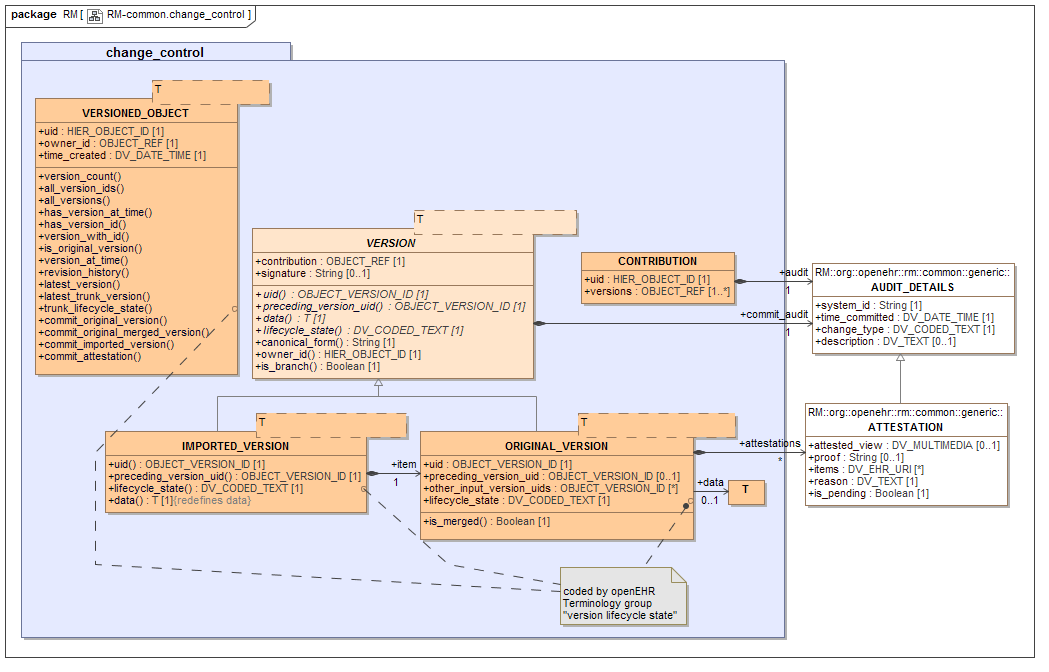 package RM [ RM-common.change_control ]
change_control
T
VERSIONED_OBJECT
+uid : HIER_OBJECT_ID [1]
+owner_id : OBJECT_REF [1]
+time_created : DV_DATE_TIME [1]
+version_count()
+all_version_ids()
+all_versions()
+has_version_at_time()
+has_version_id()
+version_with_id()
+is_original_version()
+version_at_time()
+revision_history()
+latest_version()
+latest_trunk_version()
+trunk_lifecycle_state()
+commit_original_version()
+commit_original_merged_version()
+commit_imported_version()
+commit_attestation()
T
VERSION
+contribution : OBJECT_REF [1]
+signature : String [0..1]
+uid() : OBJECT_VERSION_ID [1]
+preceding_version_uid() : OBJECT_VERSION_ID [1]
+data() : T [1]
+lifecycle_state() : DV_CODED_TEXT [1]
+canonical_form() : String [1]
+owner_id() : HIER_OBJECT_ID [1]
+is_branch() : Boolean [1]
CONTRIBUTION
+uid : HIER_OBJECT_ID [1]
+versions : OBJECT_REF [1..*]
+audit
1
+commit_audit
1
RM::org::openehr::rm::common::generic::
AUDIT_DETAILS
+system_id : String [1]
+time_committed : DV_DATE_TIME [1]
+change_type : DV_CODED_TEXT [1]
+description : DV_TEXT [0..1]
T
IMPORTED_VERSION
+uid() : OBJECT_VERSION_ID [1]
+preceding_version_uid() : OBJECT_VERSION_ID [1]
+lifecycle_state() : DV_CODED_TEXT [1]
+data() : T [1]{redefines data}
+item
1
T
ORIGINAL_VERSION
+uid : OBJECT_VERSION_ID [1]
+preceding_version_uid : OBJECT_VERSION_ID [0..1]
+other_input_version_uids : OBJECT_VERSION_ID [*]
+lifecycle_state : DV_CODED_TEXT [1]
+is_merged() : Boolean [1]
+attestations
*
+data
0..1
T
RM::org::openehr::rm::common::generic::
ATTESTATION
+attested_view : DV_MULTIMEDIA [0..1]
+proof : String [0..1]
+items : DV_EHR_URI [*]
+reason : DV_TEXT [1]
+is_pending : Boolean [1]
coded by openEHR
Terminology group
"version lifecycle state"